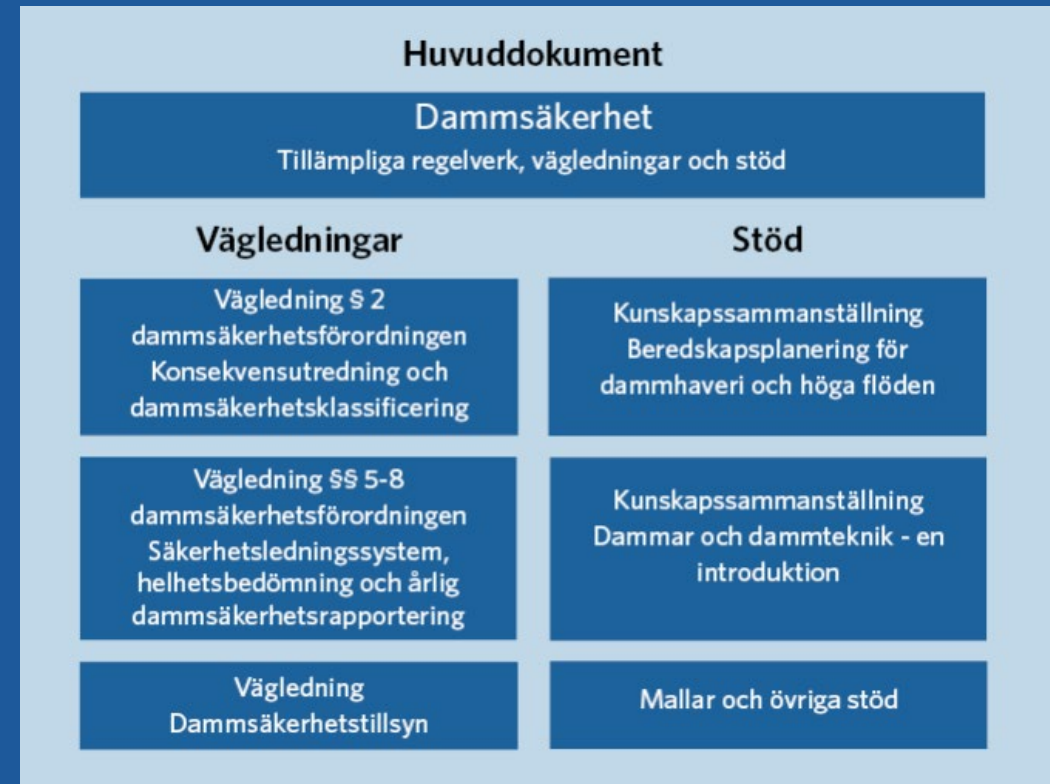 Huvuddokument
Dammsäkerhet
Tillämpliga regelverk, vägledningar och stöd
Vägledningar
Vägledning § 2
dammsäkerhetsförordningen
Konsekvensutredning och
dammsäkerhetsklassificering
Vägledning §§ 5-8
dammsäkerhetsförordningen
Säkerhetsledningssystem,
helhetsbedömning och årlig
dammsäkerhetsrapportering
Vägledning
Dammsäkerhetstillsyn
Stöd
Kunskapssammanställning
Beredskapsplanering för
dammhaveri och höga flöden
Kunskapssammanställning
Dammar och dammteknik - en
introduktion
Mallar och övriga stöd